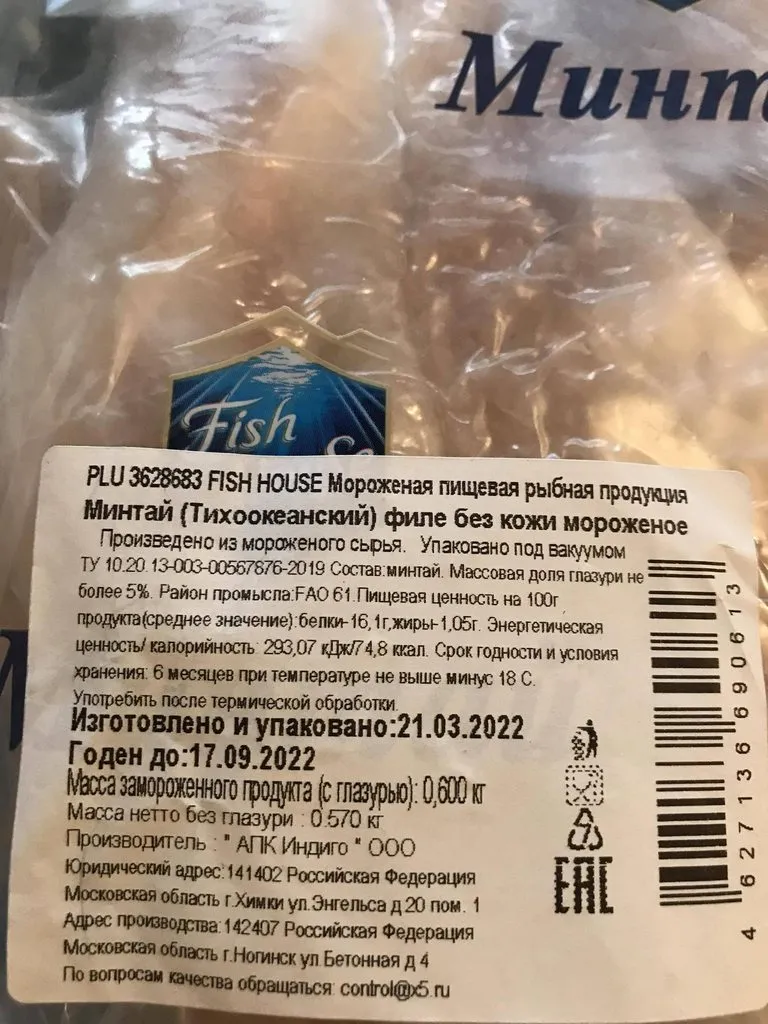 Минт
Fish
PLU 3628683 FISH HOUSE Мороженая пищевая рыбная продукция
Минтай (Тихоокеанский) филе без кожи мороженое
Произведено из мороженого сырья. Упаковано под вакуумом
ТУ 10.20.13-003-00567876-2019 Состав:минтай. Массовая доля глазури не
более 5%. Район промысла:FAO 61.Пищевая ценность на 100г
продукта(среднее значение):белки-16,1г,жиры-1,05г. Энергетическая
ценность/ калорийность: 293,07 кДж/74,8 ккал. Срок годности и условия
хранения: 6 месяцев при температуре не выше минус 18 С.
Употребить после термической обработки.
Изготовлено и упаковано:21.03.2022
Годен до:17.09.2022
Масса замороженного продукта (с глазурью): 0,600 кг
Масса нетто без глазури : 0.570 кг
Производитель : " АПК Индиго " ООО
Юридический адрес:141402 Российская Федерация
Московская область г.Химки ул.Энгельса д 20 пом. 1
Адрес производства:142407 Российская Федерация
Московская область г.Ногинск ул.Бетонная д 4
По вопросам качества обращаться: control@x5.ru
EAC
4627136690613